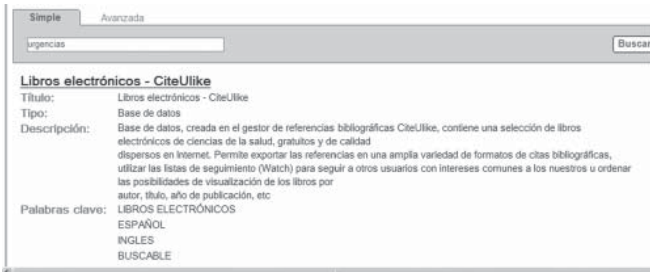 Simple Avanzada
urgencias Buscar
Libros electrónicos - CiteUlike
Título: Libros electrónicos - CiteUlike
Tipo: Base de datos
Descripción: Base de datos, creada en el gestor de referencias bibliográficas CiteUlike, contiene una selección de libros
electrónicos de ciencias de la salud, gratuitos y de calidad
dispersos en Internet. Permite exportar las referencias en una amplia variedad de formatos de citas bibliográficas,
utilizar las listas de seguimiento (Watch) para seguir a otros usuarios con intereses comunes a los nuestros u ordenar
las posibilidades de visualización de los libros por
autor, título, año de publicación, etc
Palabras clave: LIBROS ELECTRÓNICOS
ESPAÑOL
INGLES
BUSCABLE